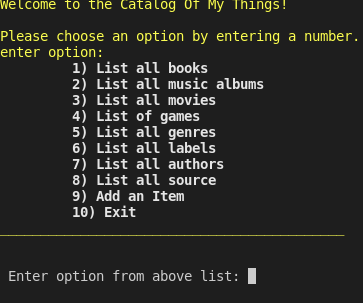 Welcome to the Catalog Of My Things!
Please choose an option by entering a number.
enter option:
1) List all books
2) List all music albums
3) List all movies
4) List of games
5) List all genres
6) List all labels
7) List all authors
8) List all source
9) Add an Item
10) Exit
Enter option from above list: